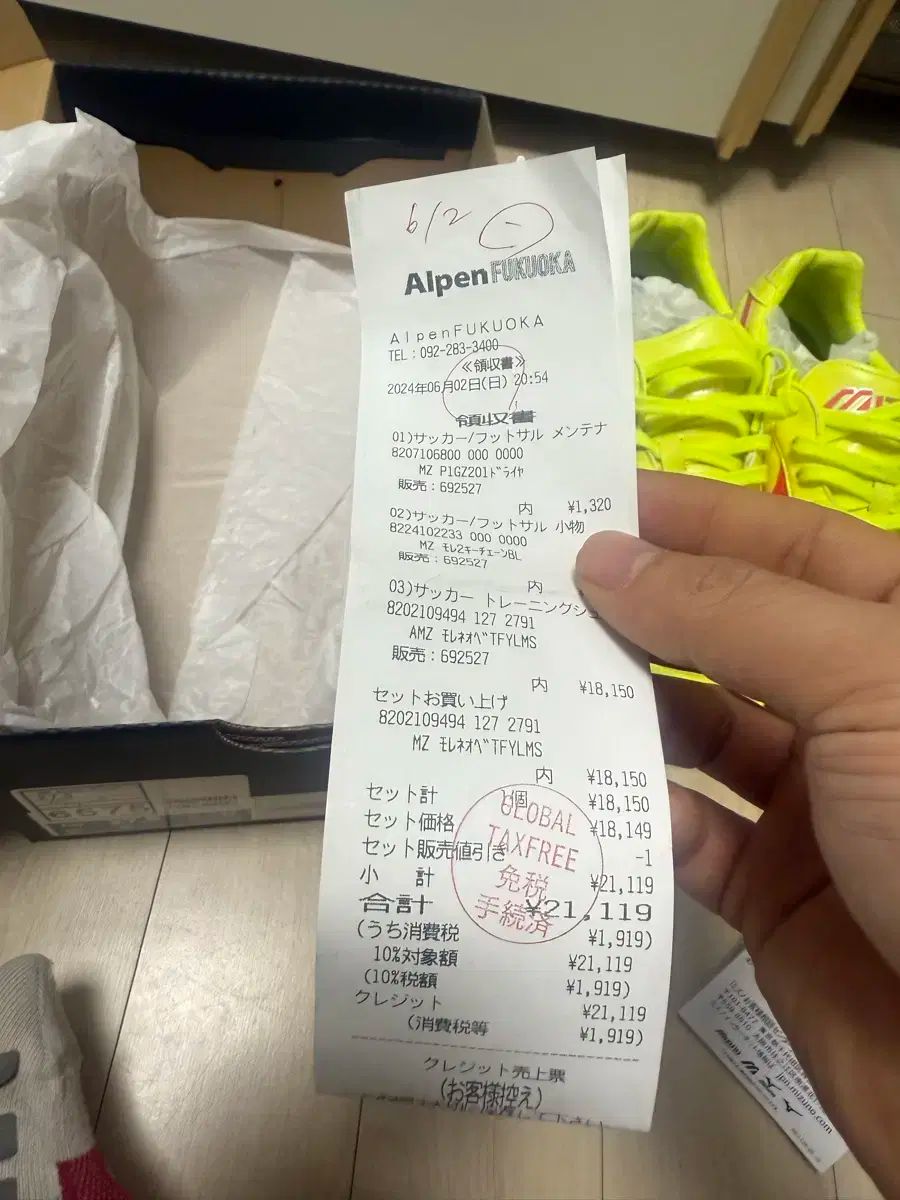 6/2
AlpenFUKUOKA
AlpenFUKUOKA
TEL:092-283-3400
≪領収書≫
2024年06月02日(日) 20:54
領収書
01)サッカー/フットサル メンテナ
8207106800 000 0000
MZ P1GZ201ドライヤ
販売:692527
内 ¥1,320
02)サッカー/フットサル 小物
8224102233 000 0000
MZ モレ2キーチェーンBL
販売:692527
内
03)サッカー トレーニングシュ
8202109494 127 2791
AMZ モレネオベTFYLMS
販売:692527
内 ¥18,150
セットお買い上げ
8202109494 127 2791
MZ モレネオベTFYLMS
内 ¥18,150
セット計 1個 ¥18,150
セット価格 ¥18,149
セット販売値引き -1
小 計 ¥21,119
合計 ¥21,119
(うち消費税 ¥1,919)
10%対象額 ¥21,119
(10%税額 ¥1,919)
クレジット ¥21,119
(消費税等 ¥1,919)
クレジット売上票
(お客様控え)
GLOBAL
TAXFREE
免税
手続済
jpn.mizuno.com